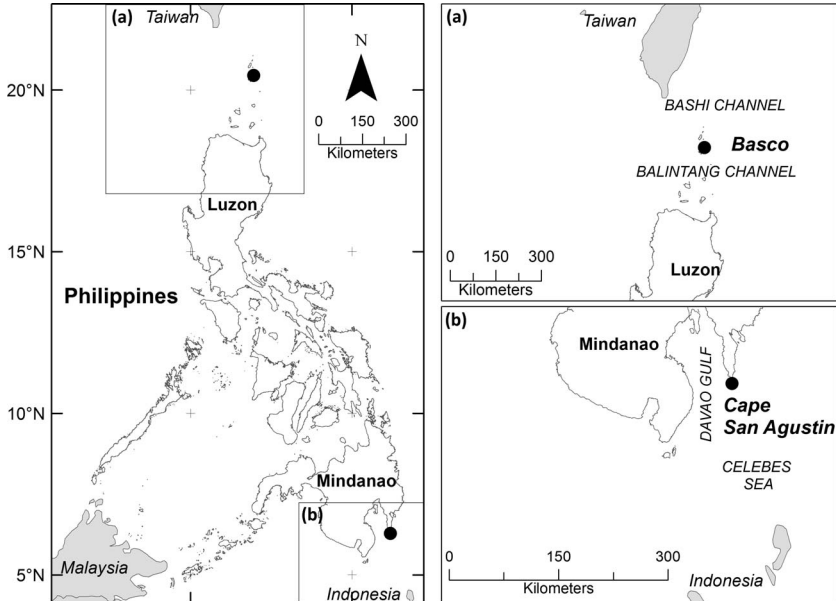 (a)
Taiwan
N
20°N
0 150 300
Kilometers
Luzon
15°N
Philippines
10°N
Mindanao
(b)
Malaysia
5°N
Indpnesia
(a)
Taiwan
BASHI CHANNEL
Basco
BALINTANG CHANNEL
0 150 300
Kilometers
Luzon
(b)
Mindanao
DAVAO GULF
Cape
San Agustin
CELEBES
SEA
0 150 300
Kilometers
Indonesia